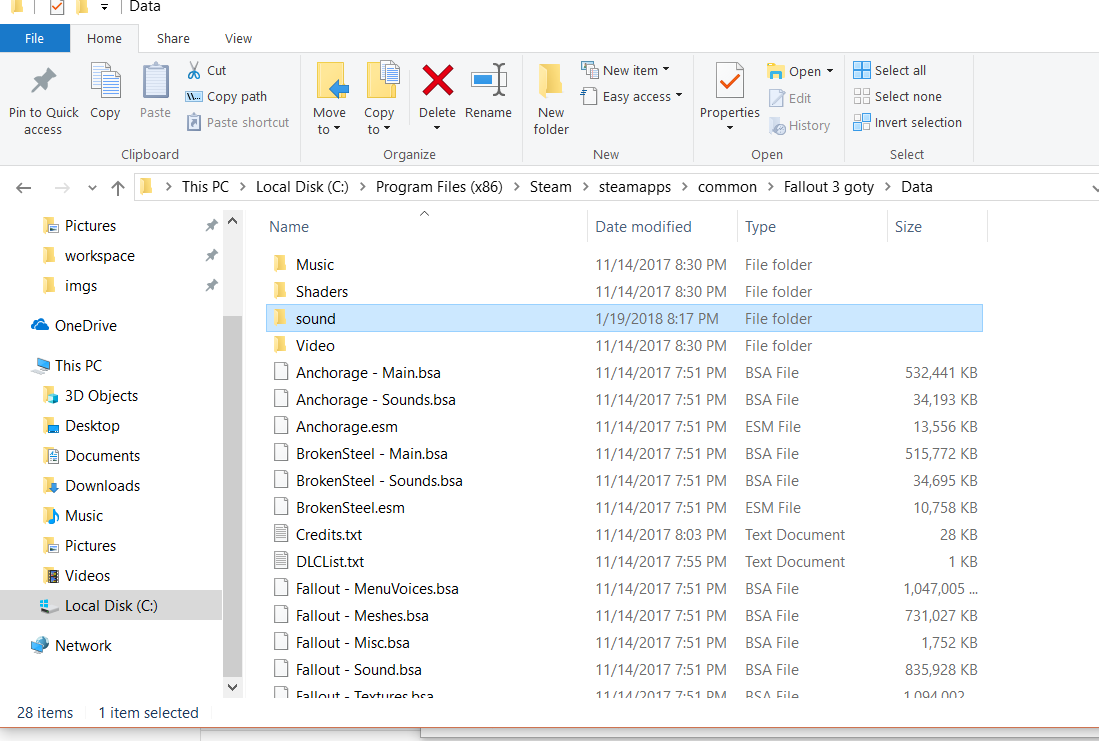 Data
File Home Share View
Pin to Quick access
Copy
Paste
Cut
Copy path
Paste shortcut
Clipboard
Move to
Copy to
Delete
Rename
Organize
New folder
New item
Easy access
New
Properties
Open
Edit
History
Open
Select all
Select none
Invert selection
Select
This PC > Local Disk (C:) > Program Files (x86) > Steam > steamapps > common > Fallout 3 goty > Data
Pictures
workspace
imgs
OneDrive
This PC
3D Objects
Desktop
Documents
Downloads
Music
Pictures
Videos
Local Disk (C:)
Network
Name Date modified Type Size
Music 11/14/2017 8:30 PM File folder
Shaders 11/14/2017 8:30 PM File folder
sound 1/19/2018 8:17 PM File folder
Video 11/14/2017 8:30 PM File folder
Anchorage - Main.bsa 11/14/2017 7:51 PM BSA File 532,441 KB
Anchorage - Sounds.bsa 11/14/2017 7:51 PM BSA File 34,193 KB
Anchorage.esm 11/14/2017 7:51 PM ESM File 13,556 KB
BrokenSteel - Main.bsa 11/14/2017 7:51 PM BSA File 515,772 KB
BrokenSteel - Sounds.bsa 11/14/2017 7:51 PM BSA File 34,695 KB
BrokenSteel.esm 11/14/2017 7:51 PM ESM File 10,758 KB
Credits.txt 11/14/2017 8:03 PM Text Document 28 KB
DLCList.txt 11/14/2017 7:55 PM Text Document 1 KB
Fallout - MenuVoices.bsa 11/14/2017 7:51 PM BSA File 1,047,005 ...
Fallout - Meshes.bsa 11/14/2017 7:51 PM BSA File 731,027 KB
Fallout - Misc.bsa 11/14/2017 7:51 PM BSA File 1,752 KB
Fallout - Sound.bsa 11/14/2017 7:51 PM BSA File 835,928 KB
Fallout - Textures.bsa 11/14/2017 7:51 PM BSA File 1,094,002 ...
28 items 1 item selected